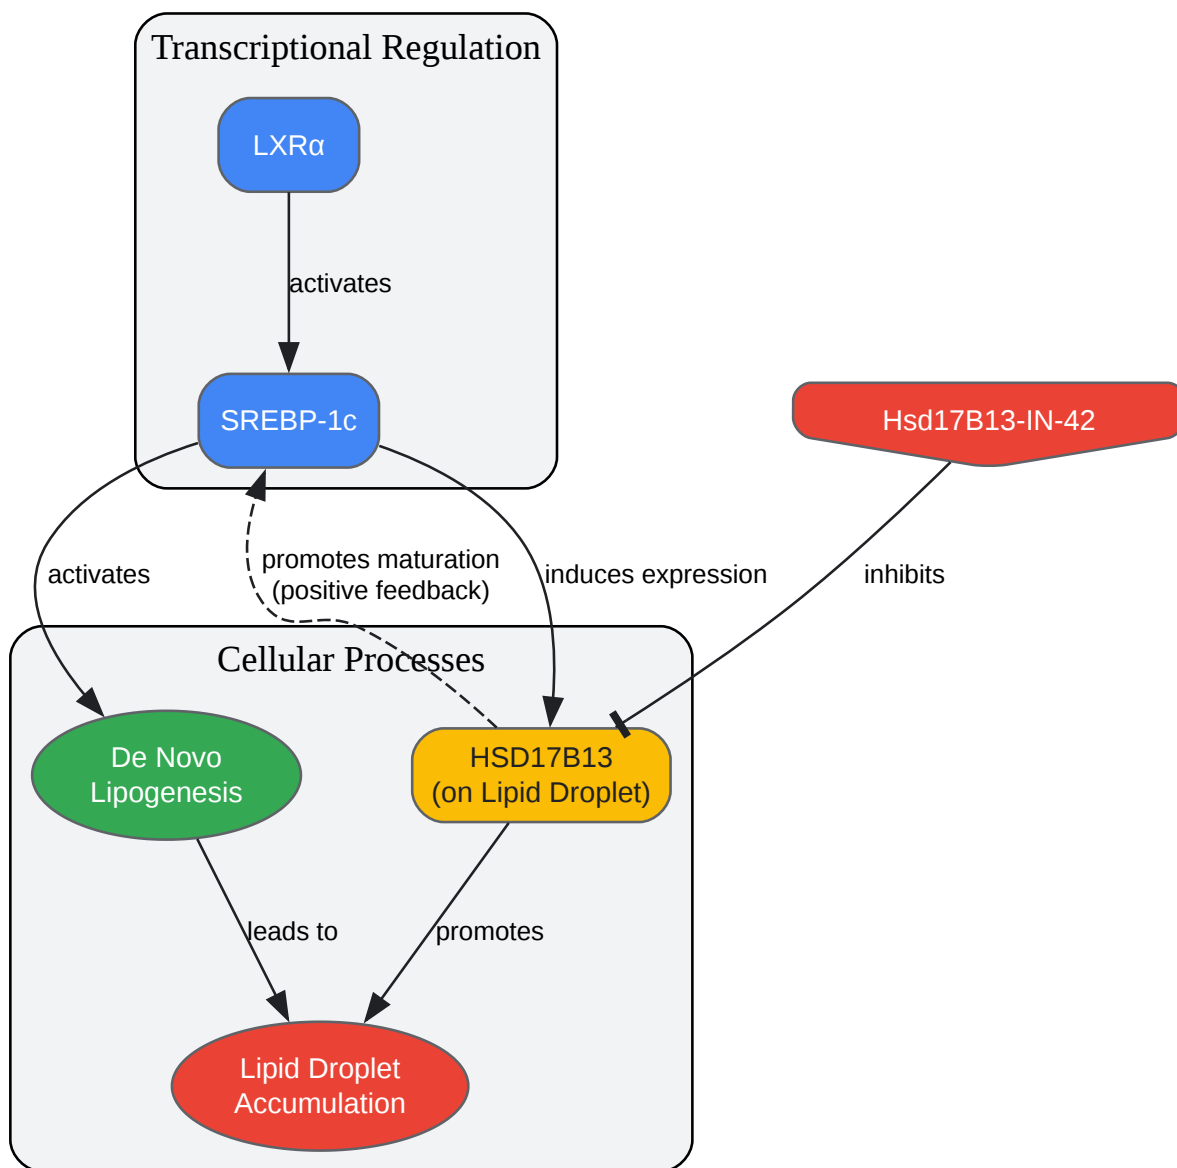 Transcriptional Regulation
LXRα
activates
SREBP-1c
Hsd17B13-IN-42
activates
promotes maturation
(positive feedback)
induces expression
inhibits
Cellular Processes
De Novo
Lipogenesis
HSD17B13
(on Lipid Droplet)
leads to
promotes
Lipid Droplet
Accumulation